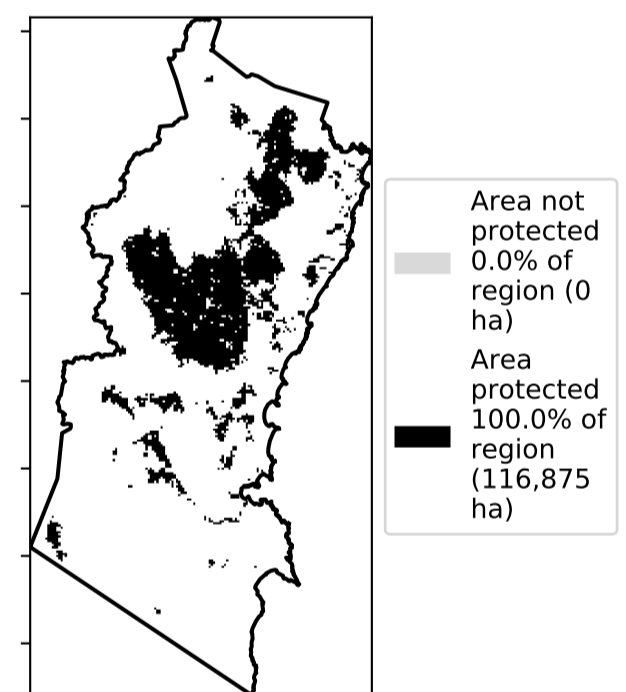 Area not
protected
0.0% of
region (0
ha)
Area
protected
100.0% of
region
(116,875
ha)